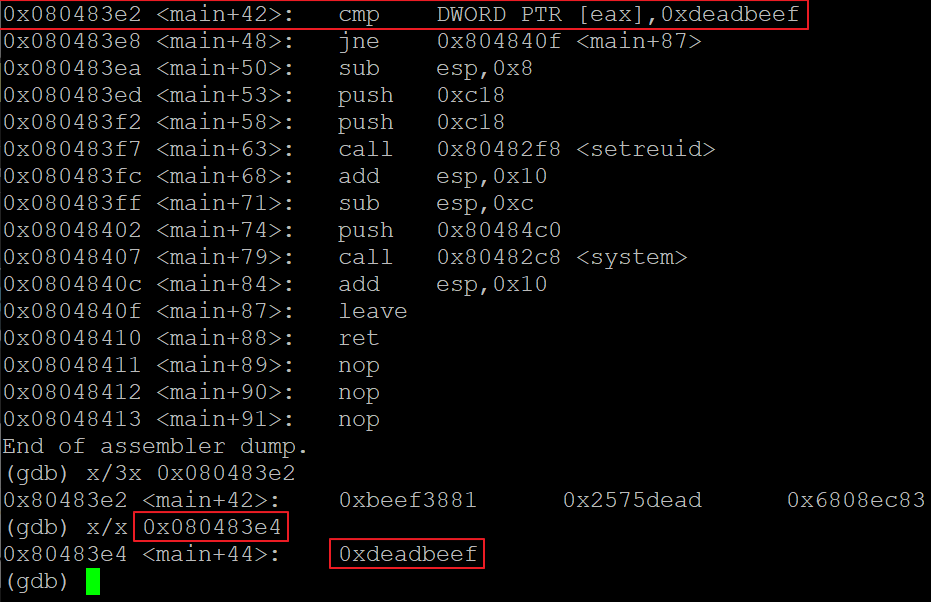 0x080483e2 <main+42>:   cmp    DWORD PTR [eax],0xdeadbeef
0x080483e8 <main+48>:   jne    0x804840f <main+87>
0x080483ea <main+50>:   sub    esp,0x8
0x080483ed <main+53>:   push   0xc18
0x080483f2 <main+58>:   push   0xc18
0x080483f7 <main+63>:   call   0x80482f8 <setreuid>
0x080483fc <main+68>:   add    esp,0x10
0x080483ff <main+71>:   sub    esp,0xc
0x08048402 <main+74>:   push   0x80484c0
0x08048407 <main+79>:   call   0x80482c8 <system>
0x0804840c <main+84>:   add    esp,0x10
0x0804840f <main+87>:   leave
0x08048410 <main+88>:   ret
0x08048411 <main+89>:   nop
0x08048412 <main+90>:   nop
0x08048413 <main+91>:   nop
End of assembler dump.
(gdb) x/3x 0x080483e2
0x80483e2 <main+42>:    0xbeef3881      0x2575dead      0x6808ec83
(gdb) x/x 0x080483e4
0x80483e4 <main+44>:    0xdeadbeef
(gdb)